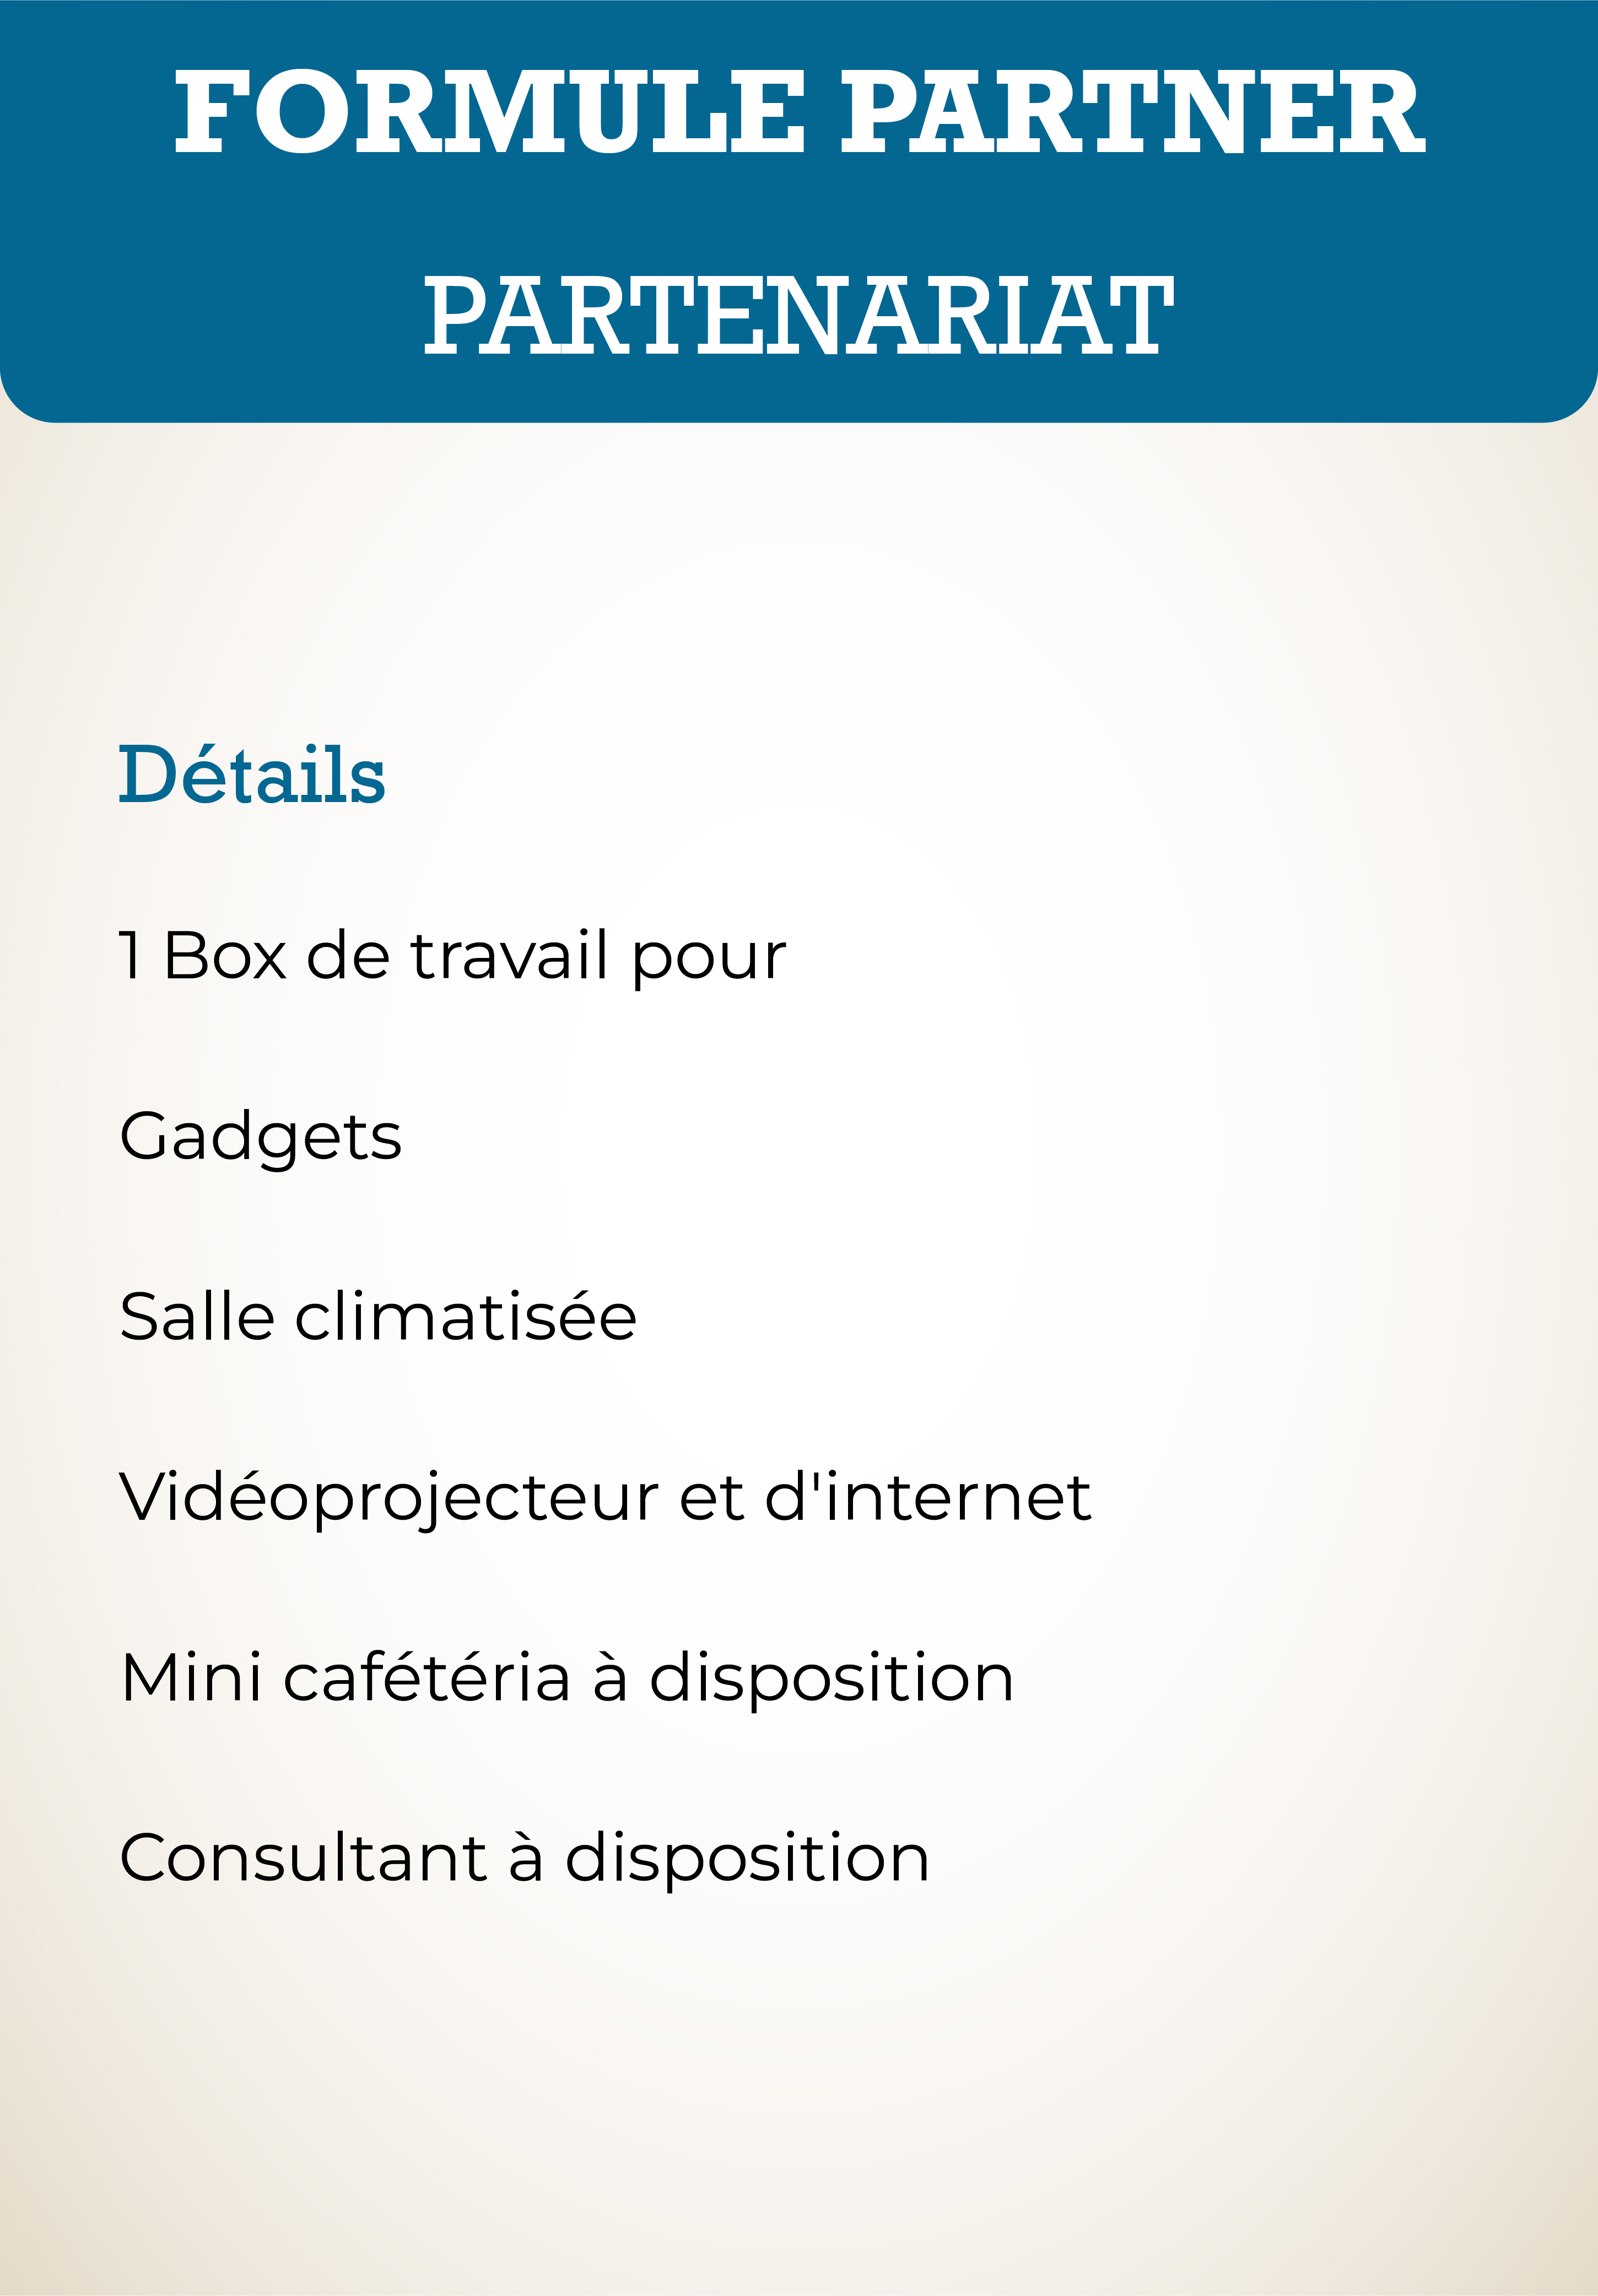 FORMULE PARTNER
PARTENARIAT
Détails
1 Box de travail pour
Gadgets
Salle climatisée
Vidéoprojecteur et d'internet
Mini cafétéria à disposition
Consultant à disposition